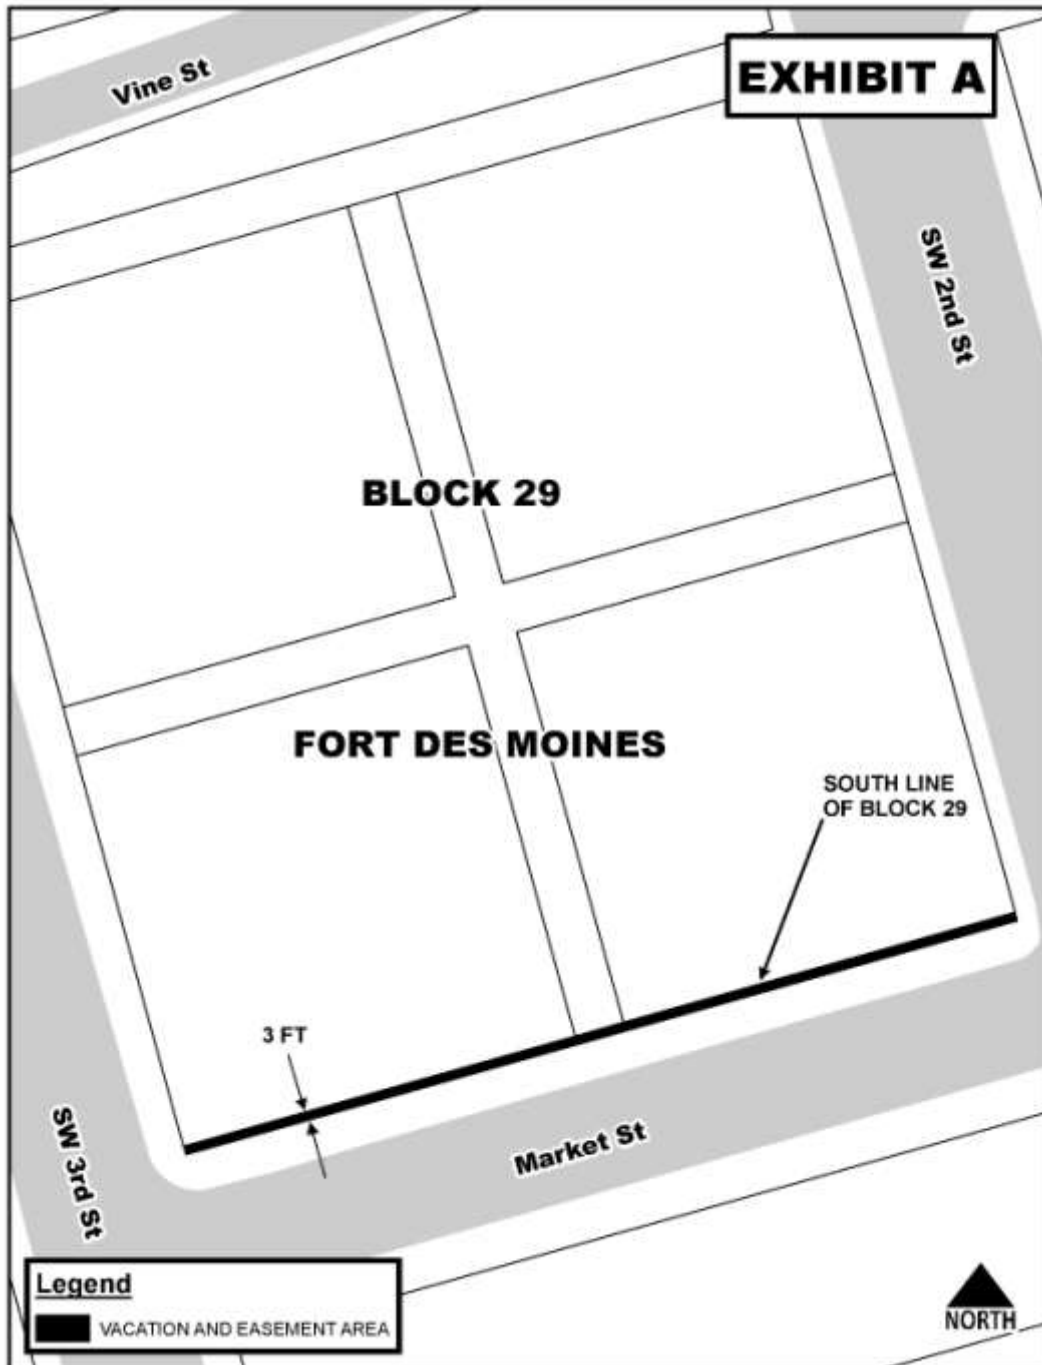 Vine St
EXHIBIT A
SW 2nd St
BLOCK 29
FORT DES MOINES
SOUTH LINE
OF BLOCK 29
3 FT
Market St
SW 3rd St
Legend
VACATION AND EASEMENT AREA
NORTH